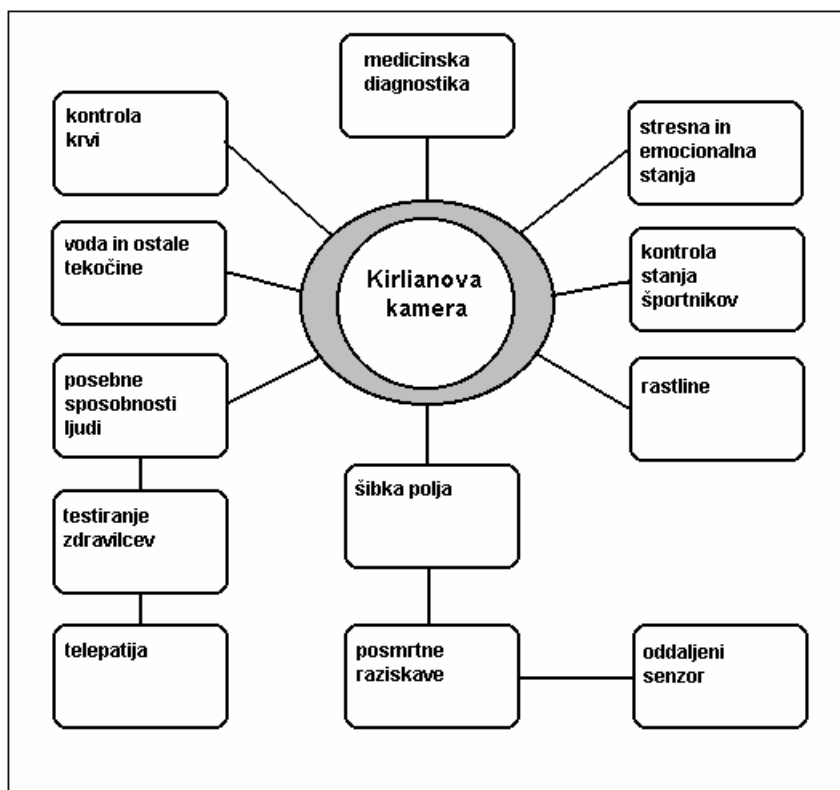 medicinska
diagnostika
kontrola
krvi
stresna in
emocionalna
stanja
voda in ostale
tekočine
Kirlianova
kamera
kontrola
stanja
športnikov
posebne
sposobnosti
ljudi
rastline
šibka polja
testiranje
zdravilcev
telepatija
posmrtne
raziskave
oddaljeni
senzor